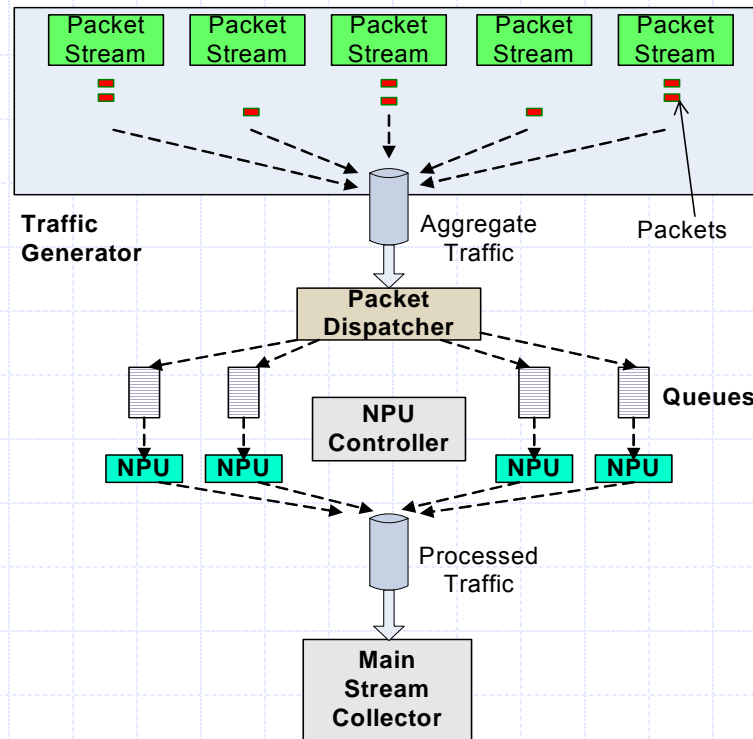 Packet
Stream
Packet
Stream
Packet
Stream
Packet
Stream
Packet
Stream
Traffic
Generator
Aggregate
Traffic
Packets
Packet
Dispatcher
Queues
NPU
Controller
NPU
NPU
NPU
NPU
Processed
Traffic
Main
Stream
Collector